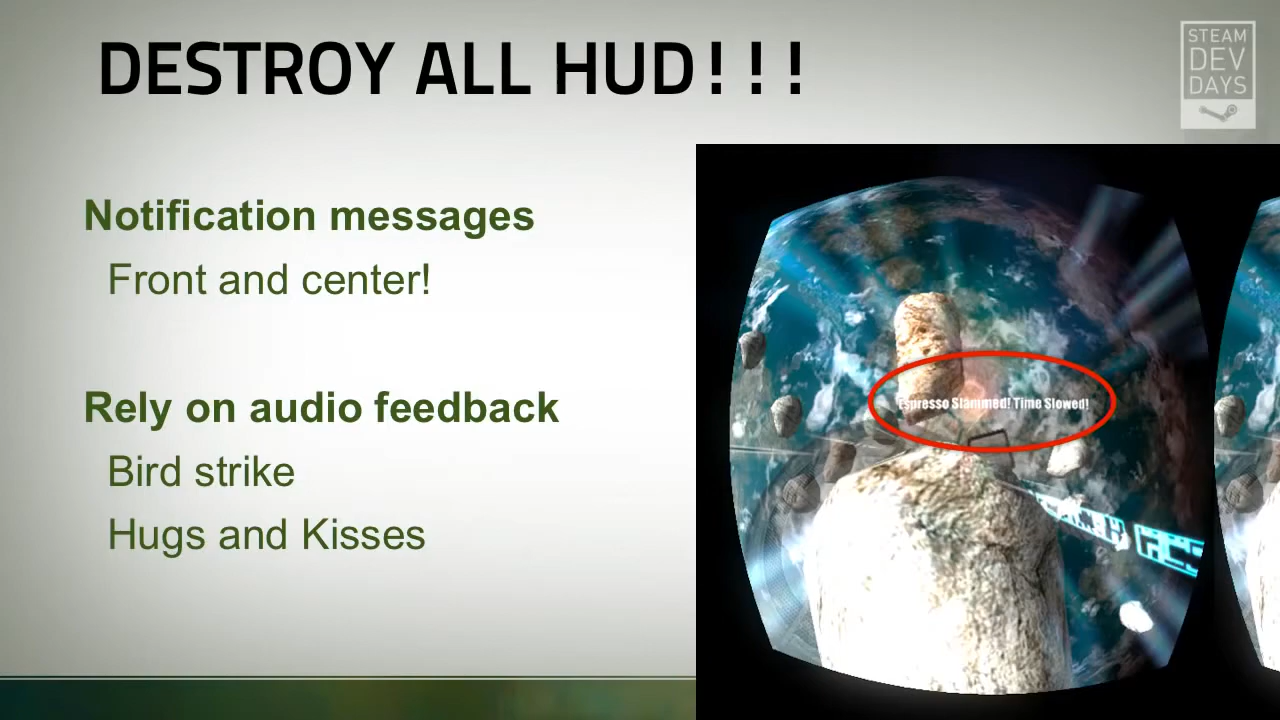 DESTROY ALL HUD!!!
STEAM
DEV
DAYS
Notification messages
Front and center!
Rely on audio feedback
Bird strike
Hugs and Kisses
Espresso Slammed! Time Slowed!